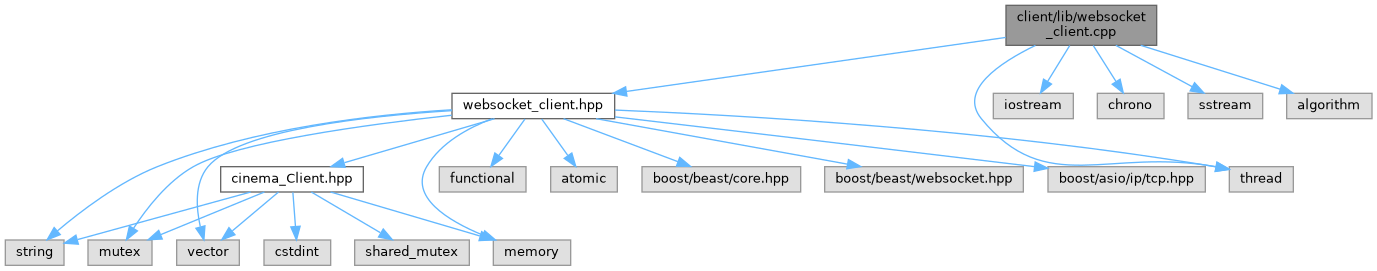 client/lib/websocket
_client.cpp
websocket_client.hpp
iostream
chrono
sstream
algorithm
cinema_Client.hpp
functional
atomic
boost/beast/core.hpp
boost/beast/websocket.hpp
boost/asio/ip/tcp.hpp
thread
string
mutex
vector
cstdint
shared_mutex
memory